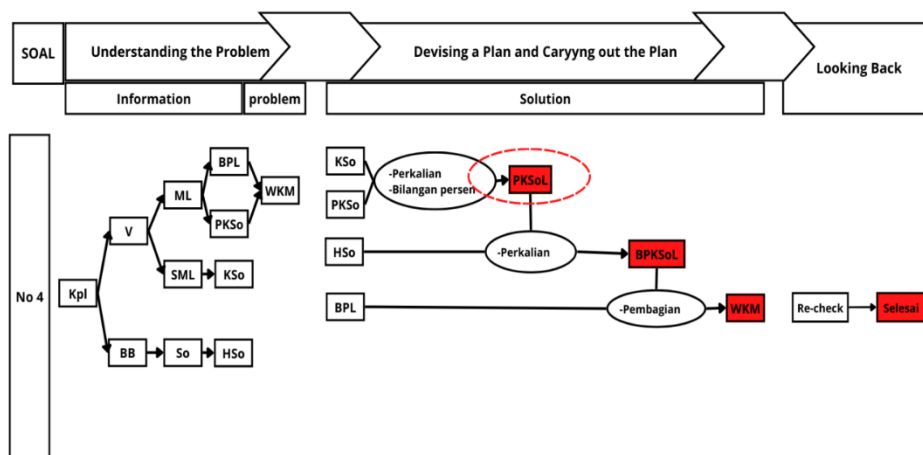 SOAL
Understanding the Problem
Devising a Plan and Caryyng out the Plan
Looking Back
Information
problem
Solution
No 4
Kpl
V
BB
ML
SML
So
BPL
PKSo
KSo
HSo
WKM
KSo
PKSo
-Perkalian
-Bilangan persen
PKSoL
HSo
-Perkalian
BPKSoL
BPL
-Pembagian
WKM
Re-check
Selesai